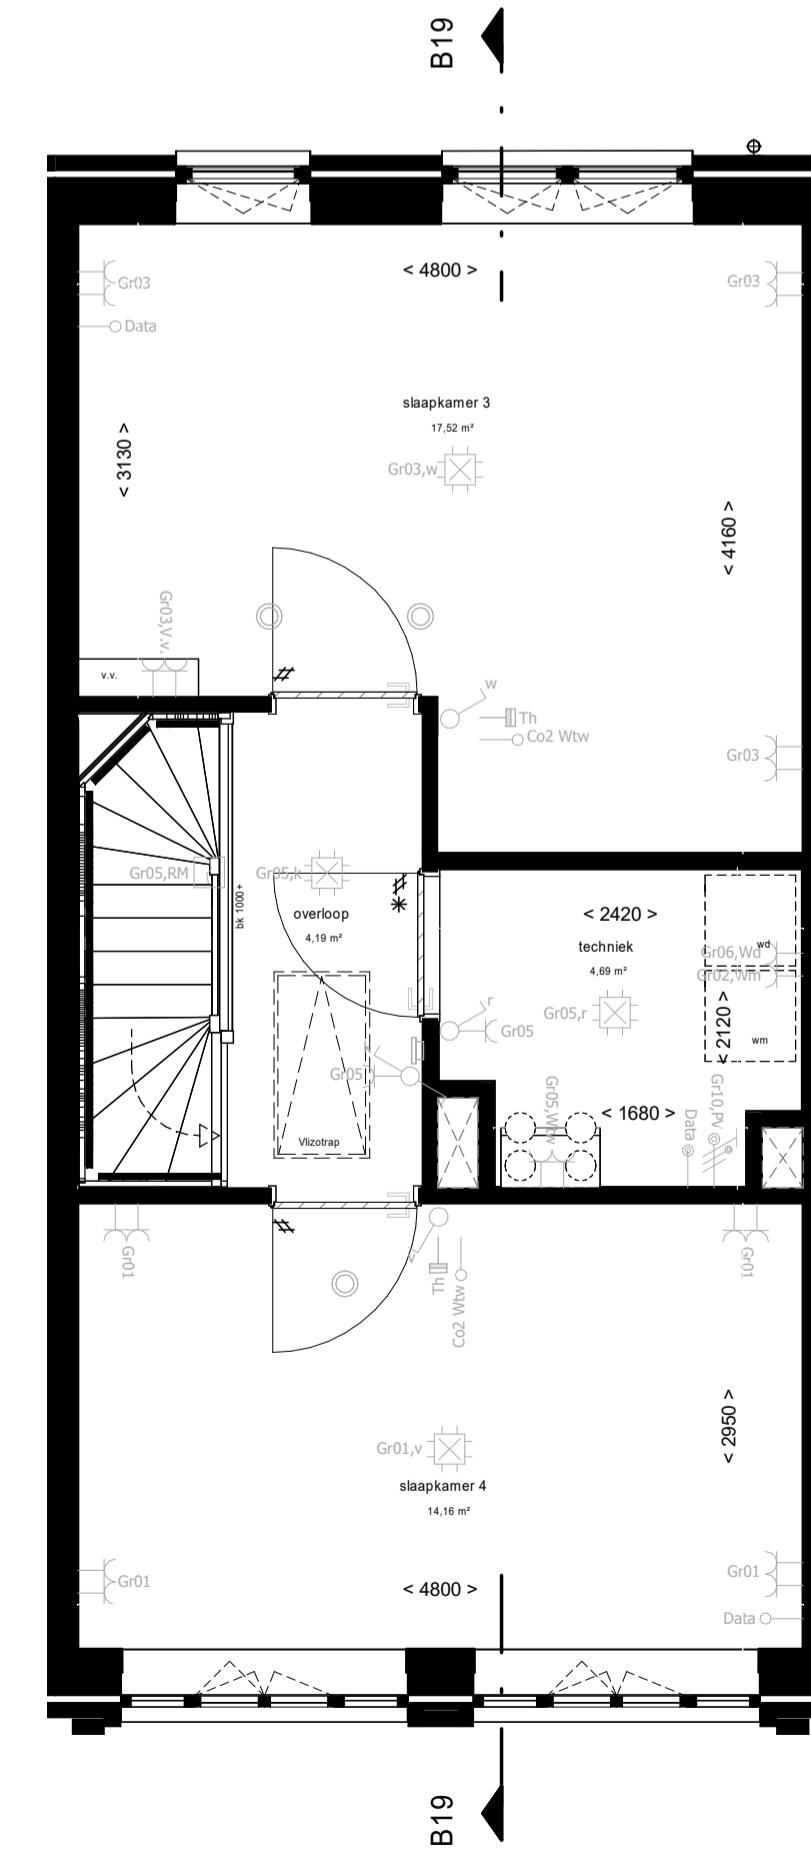 B19
< 4800 >
Gr03
Gr03
Data
slaapkamer 3
17,52 m²
< 3130 >
Gr03,w
< 4160 >
Gr03,V.v.
v.v.
w
Th
Co2 Wtw
Gr03
Gr05,RM
Gr05,k
bk 1000+
overloop
4,19 m²
< 2420 >
techniek
4,69 m²
wd
Gr06,Wd
Gr02,Wm
Gr05,r
< 2120 >
wm
r
Gr05
k
Gr05
Vlizotrap
Gr05,Wtw
< 1680 >
Data
Gr10,PV
Gr01
v
Th
Co2 Wtw
Gr01
< 2950 >
Gr01,v
slaapkamer 4
14,16 m²
Gr01
< 4800 >
Gr01
Data
B19